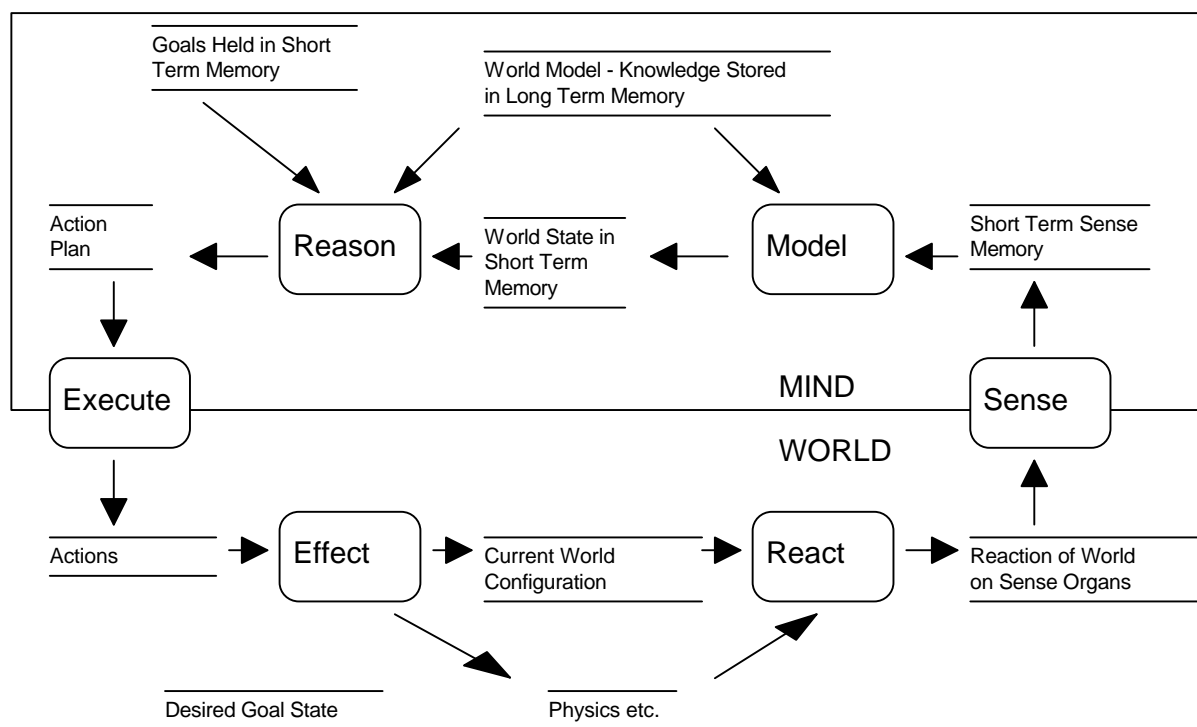 Goals Held in Short
Term Memory
World Model - Knowledge Stored
in Long Term Memory
Action
Plan
Reason
World State in
Short Term
Memory
Model
Short Term Sense
Memory
Execute
MIND
Sense
WORLD
Actions
Effect
Current World
Configuration
React
Reaction of World
on Sense Organs
Desired Goal State
Physics etc.